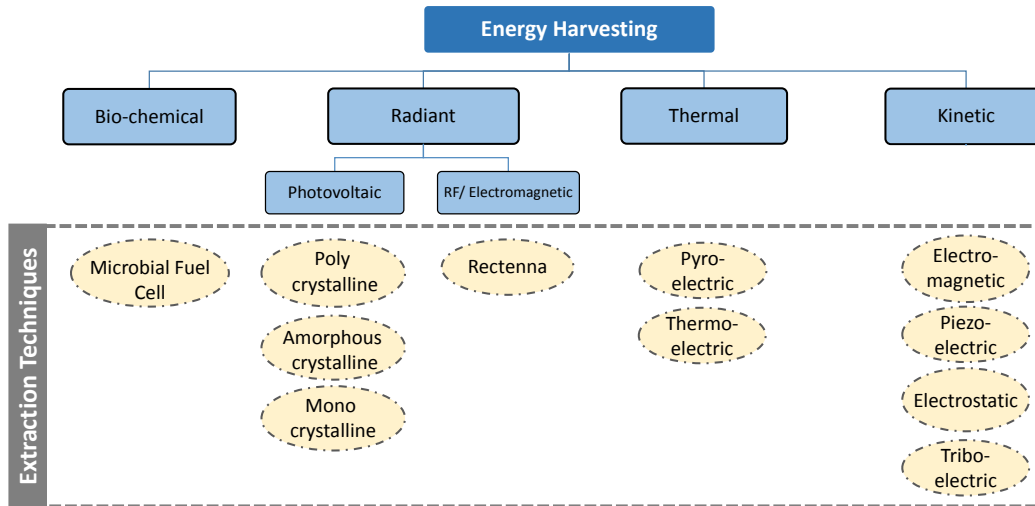 Energy Harvesting
Bio-chemical
Radiant
Thermal
Kinetic
Photovoltaic
RF/ Electromagnetic
Extraction Techniques
Microbial Fuel
Cell
Poly
crystalline
Amorphous
crystalline
Mono
crystalline
Rectenna
Pyro-
electric
Thermo-
electric
Electro-
magnetic
Piezo-
electric
Electrostatic
Tribo-
electric